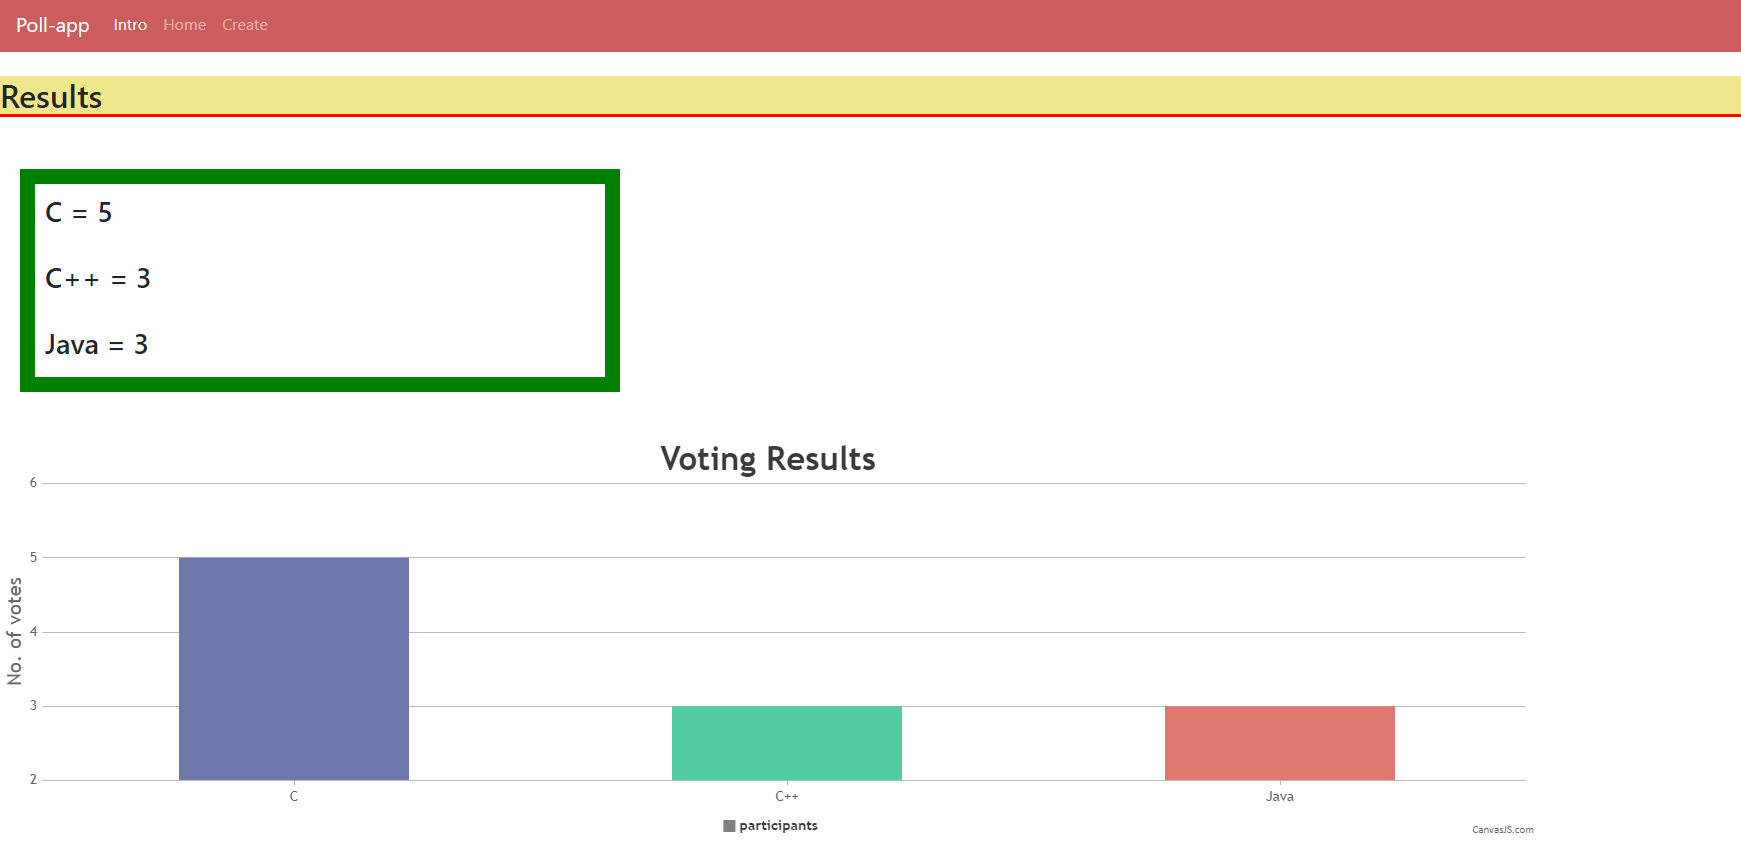 Poll-app Intro Home Create
Results
C = 5
C++ = 3
Java = 3
Voting Results
6
5
4
3
2
No. of votes
C C++ Java
participants
CanvasJS.com